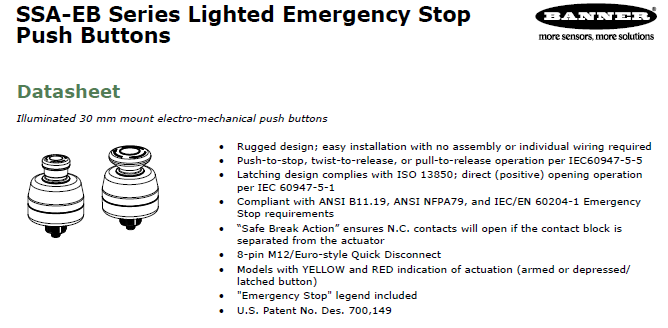 SSA-EB Series Lighted Emergency Stop
Push Buttons
BANNER®
more sensors, more solutions
Datasheet
Illuminated 30 mm mount electro-mechanical push buttons
• Rugged design; easy installation with no assembly or individual wiring required
• Push-to-stop, twist-to-release, or pull-to-release operation per IEC60947-5-5
• Latching design complies with ISO 13850; direct (positive) opening operation
per IEC 60947-5-1
• Compliant with ANSI B11.19, ANSI NFPA79, and IEC/EN 60204-1 Emergency
Stop requirements
• “Safe Break Action” ensures N.C. contacts will open if the contact block is
separated from the actuator
• 8-pin M12/Euro-style Quick Disconnect
• Models with YELLOW and RED indication of actuation (armed or depressed/
latched button)
• "Emergency Stop" legend included
• U.S. Patent No. Des. 700,149